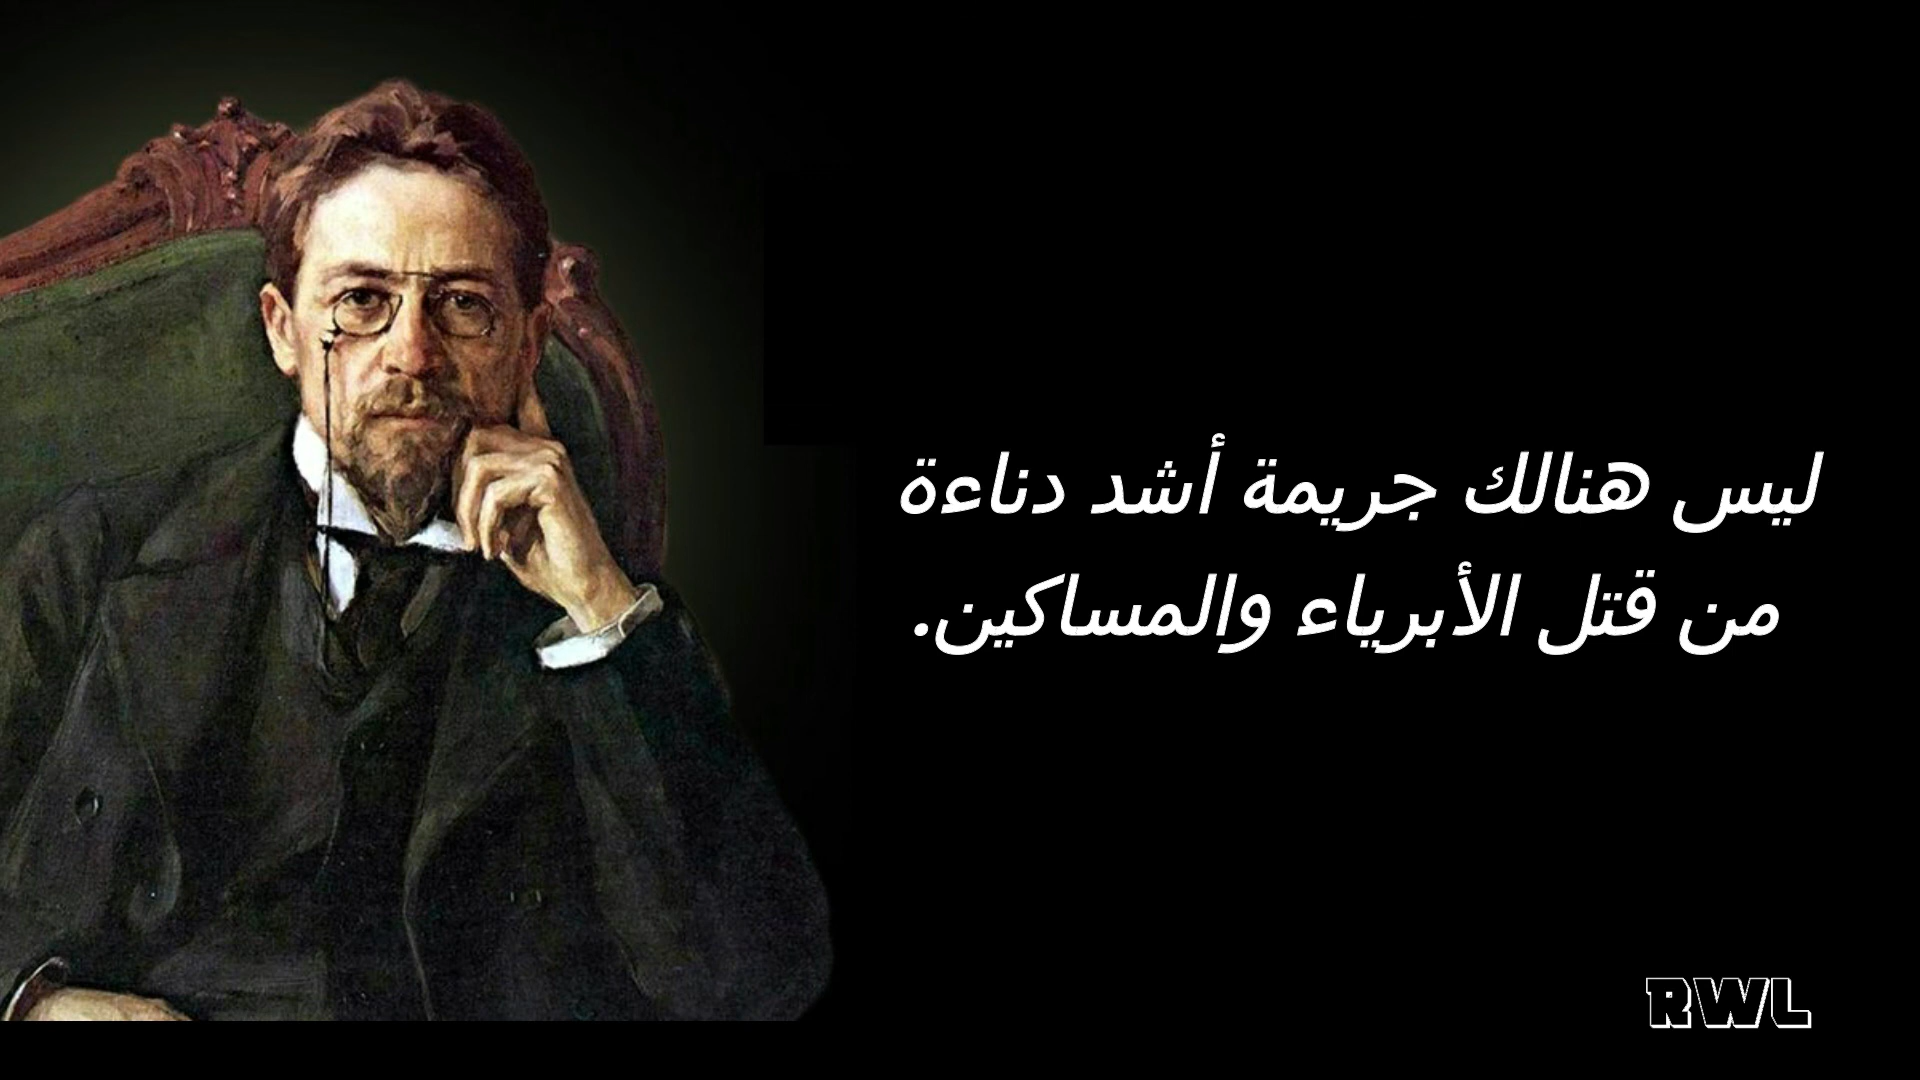 ليس هنالك جريمة أشد دناءة
من قتل الأبرياء والمساكين.
RWL